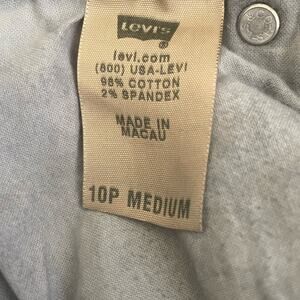 Levi's
levi.com
(800) USA-LEVI
98% COTTON
2% SPANDEX
MADE IN
MACAU
10P MEDIUM